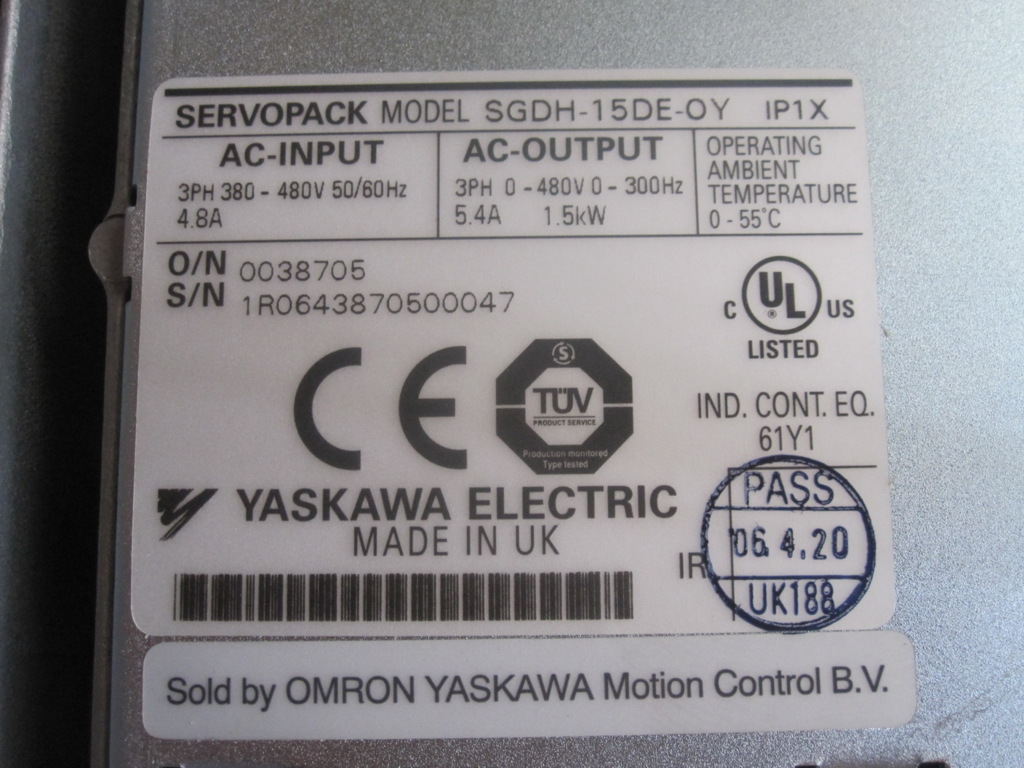 SERVOPACK MODEL SGDH-15DE-OY IP1X
AC-INPUT
3PH 380 - 480V 50/60Hz
4.8A
AC-OUTPUT
3PH 0 - 480V 0 - 300Hz
5.4A 1.5kW
OPERATING
AMBIENT
TEMPERATURE
0 - 55°C
O/N 0038705
S/N 1R0643870500047
C UL ® US
LISTED
IND. CONT. EQ.
61Y1
CE
S
TÜV
PRODUCT SERVICE
Production monitored
Type tested
YASKAWA ELECTRIC
MADE IN UK
IR
PASS
'06.4.20
UK188
Sold by OMRON YASKAWA Motion Control B.V.